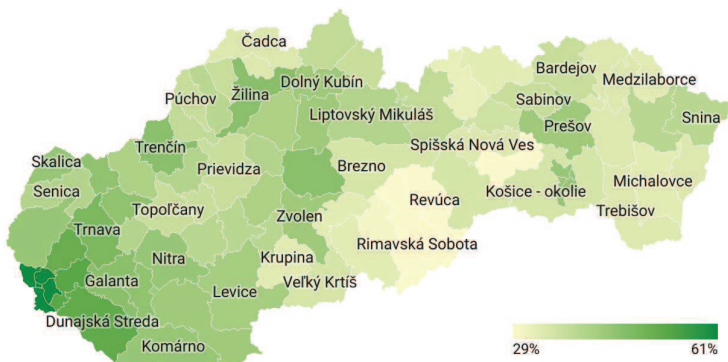 Čadca
Bardejov
Medzilaborce
Dolný Kubín
Púchov
Žilina
Sabinov
Liptovský Mikuláš
Snina
Prešov
Trenčín
Spišská Nová Ves
Skalica
Prievidza
Brezno
Michalovce
Senica
Revúca
Košice - okolie
Topoľčany
Zvolen
Trebišov
Trnava
Rimavská Sobota
Nitra
Krupina
Galanta
Veľký Krtíš
Levice
Dunajská Streda
Komárno
29% 61%